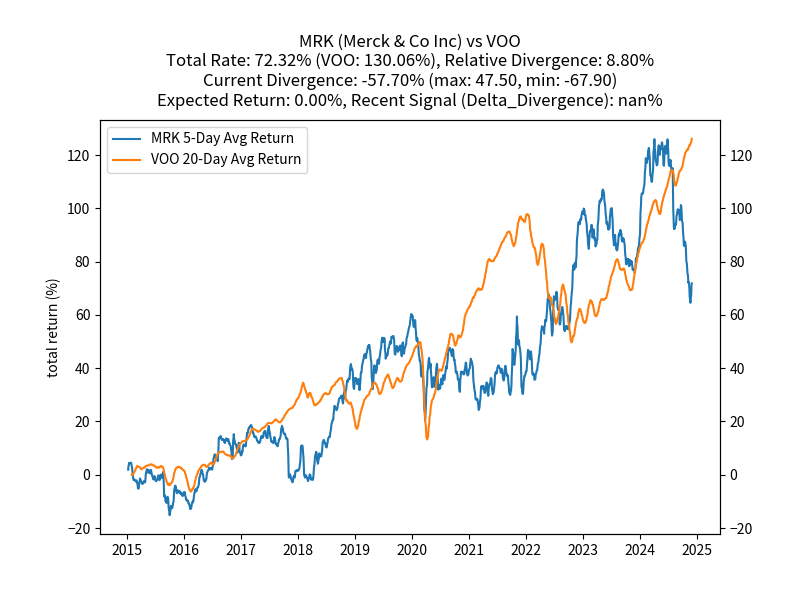 MRK (Merck & Co Inc) vs VOO
Total Rate: 72.32% (VOO: 130.06%), Relative Divergence: 8.80%
Current Divergence: -57.70% (max: 47.50, min: -67.90)
Expected Return: 0.00%, Recent Signal (Delta_Divergence): nan%
MRK 5-Day Avg Return
VOO 20-Day Avg Return
total return (%)
120
100
80
60
40
20
0
−20
120
100
80
60
40
20
0
−20
2015 2016 2017 2018 2019 2020 2021 2022 2023 2024 2025